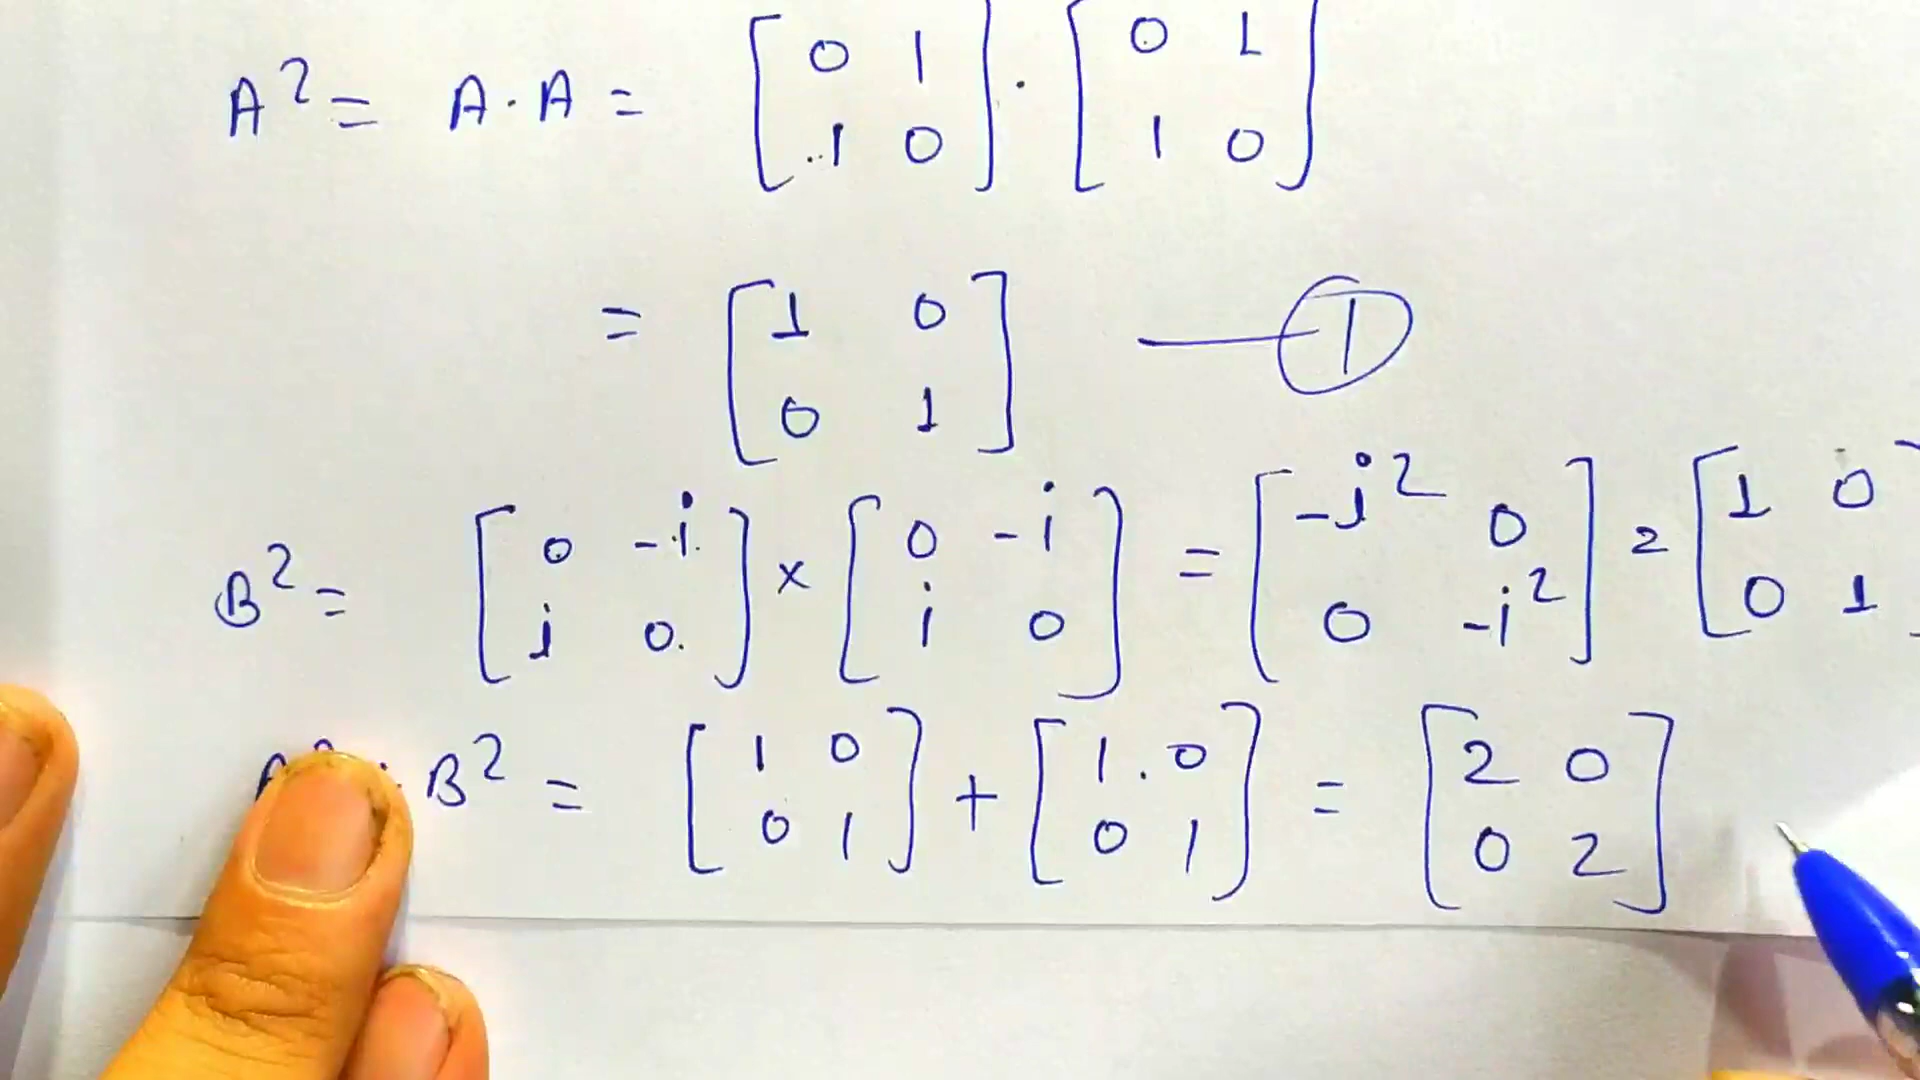 A² = A·A = [0 1 1 0] · [0 1 1 0]
= [1 0 0 1] — 1
B² = [0 -i i 0] × [0 -i i 0] = [-i² 0 0 -i²] = [1 0 0 1]
B² = [1 0 0 1] + [1 0 0 1] = [2 0 0 2]